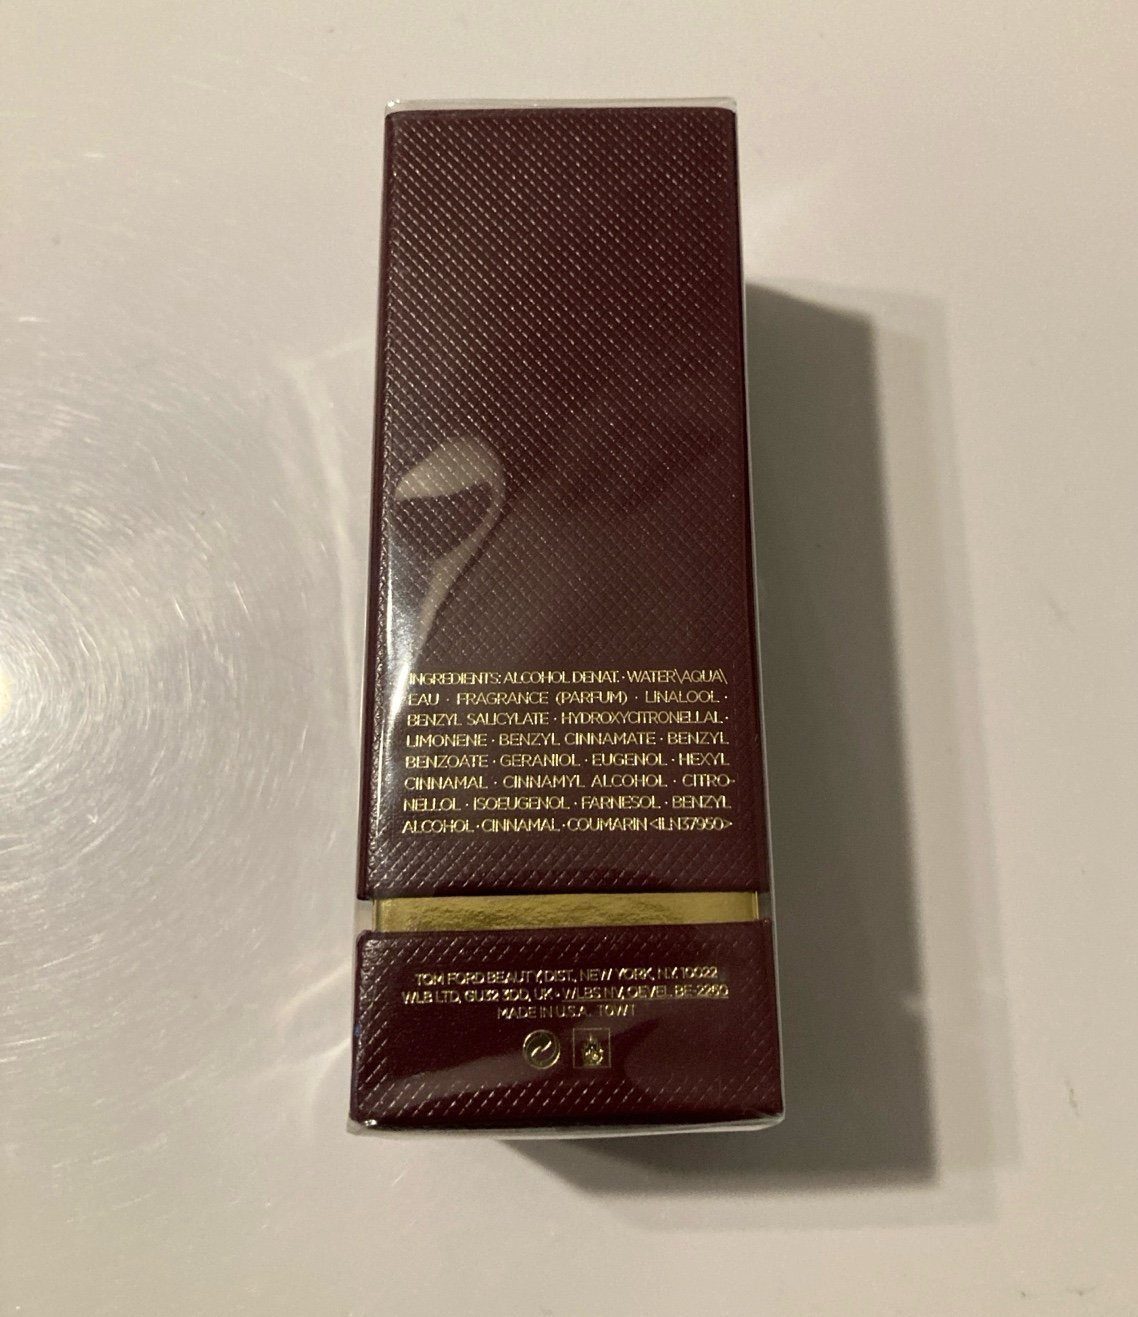 INGREDIENTS: ALCOHOL DENAT. · WATER\AQUA\
EAU · FRAGRANCE (PARFUM) · LINALOOL ·
BENZYL SALICYLATE · HYDROXYCITRONELLAL ·
LIMONENE · BENZYL CINNAMATE · BENZYL
BENZOATE · GERANIOL · EUGENOL · HEXYL
CINNAMAL · CINNAMYL ALCOHOL · CITRO-
NELLOL · ISOEUGENOL · FARNESOL · BENZYL
ALCOHOL · CINNAMAL · COUMARIN <ILN37950>
TOM FORD BEAUTY, DIST., NEW YORK, N.Y. 10022
WLB LTD, GU32 3DD, UK · WLBS NV, OEVEL BE-2260
MADE IN U.S.A. T0WT